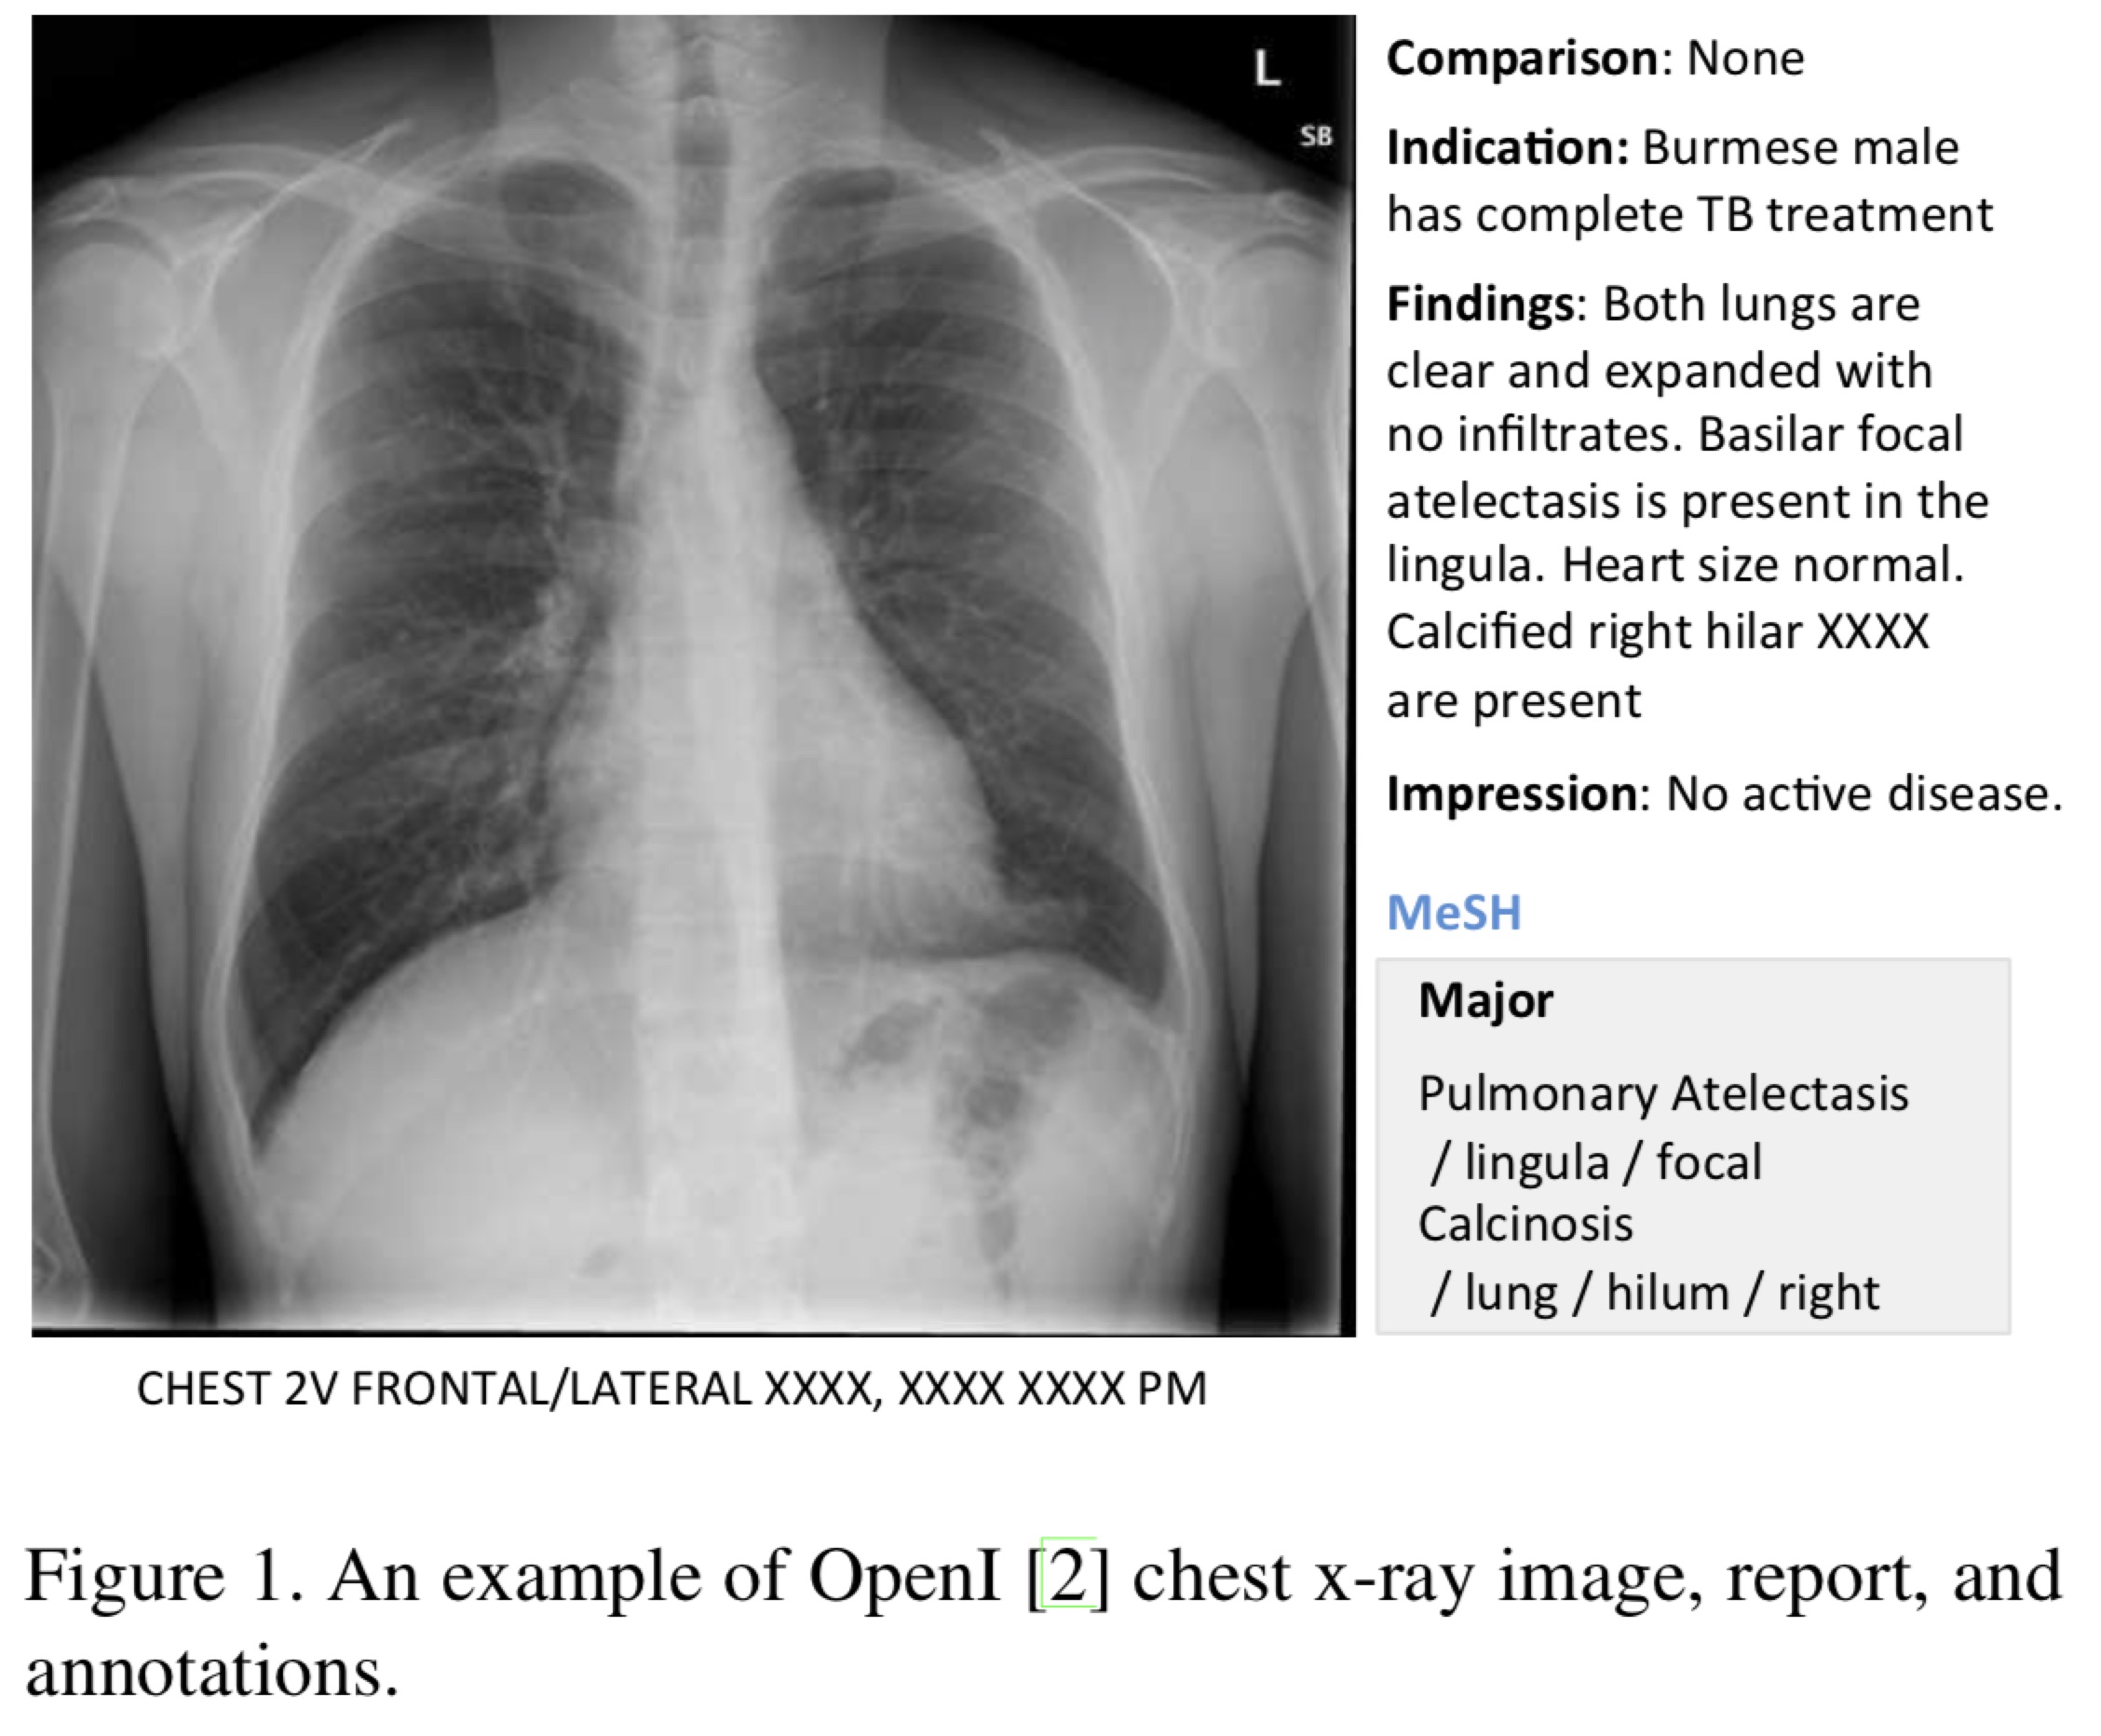 L
SB
Comparison: None
Indication: Burmese male
has complete TB treatment
Findings: Both lungs are
clear and expanded with
no infiltrates. Basilar focal
atelectasis is present in the
lingula. Heart size normal.
Calcified right hilar XXXX
are present
Impression: No active disease.
MeSH
Major
Pulmonary Atelectasis
/ lingula / focal
Calcinosis
/ lung / hilum / right
CHEST 2V FRONTAL/LATERAL XXXX, XXXX XXXX PM
Figure 1. An example of OpenI [2] chest x-ray image, report, and
annotations.